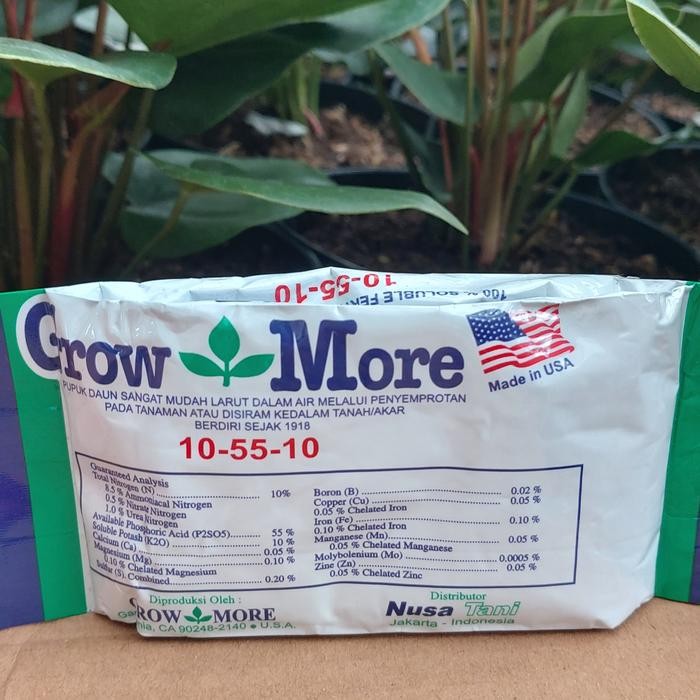 10-55-10
Grow More
Made in USA
PUPUK DAUN SANGAT MUDAH LARUT DALAM AIR MELALUI PENYEMPROTAN
PADA TANAMAN ATAU DISIRAM KEDALAM TANAH/AKAR
BERDIRI SEJAK 1918
10-55-10
Guaranteed Analysis
Total Nitrogen (N) 10%
8.5 % Ammoniacal Nitrogen
0.5 % Nitrate Nitrogen
1.0 % Urea Nitrogen
Available Phosphoric Acid (P2SO5) 55 %
Soluble Potash (K2O) 10 %
Calcium (Ca) 0.05 %
Magnesium (Mg) 0.10 %
0.10 % Chelated Magnesium
Sulfur (S), Combined 0.20 %
Boron (B) 0.02 %
Copper (Cu) 0.05 %
0.05 % Chelated Iron
Iron (Fe) 0.10 %
0.10 % Chelated Iron
Manganese (Mn) 0.05 %
0.05 % Chelated Manganese
Molybolenium (Mo) 0.0005 %
Zinc (Zn) 0.05 %
0.05 % Chelated Zinc
Diproduksi Oleh :
ROW MORE
CA 90248-2140 • U.S.A.
Distributor
Nusa Tani
Jakarta - Indonesia